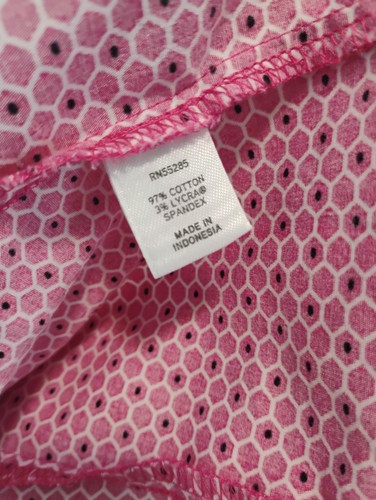 RN55285
97% COTTON
3% LYCRA®
SPANDEX
MADE IN
INDONESIA